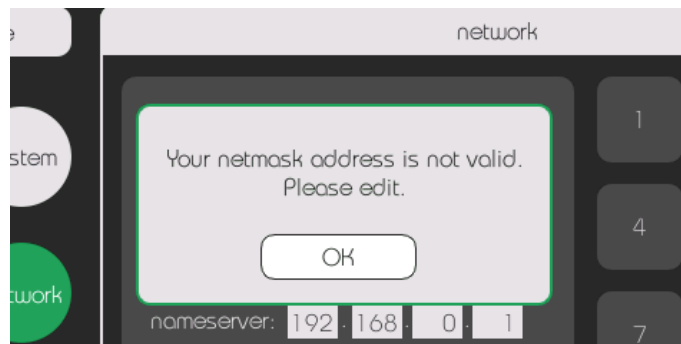 network
1
Your netmask address is not valid.
Please edit.
stem
4
OK
twork
nameserver: 192 . 168 . 0 . 1
7